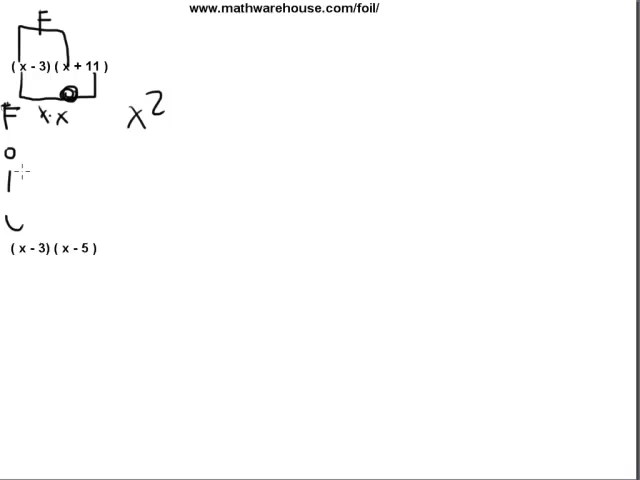 www.mathwarehouse.com/foil/
F
( x - 3) ( x + 11 )
O
F x · x x²
O
I
L
( x - 3) ( x - 5 )